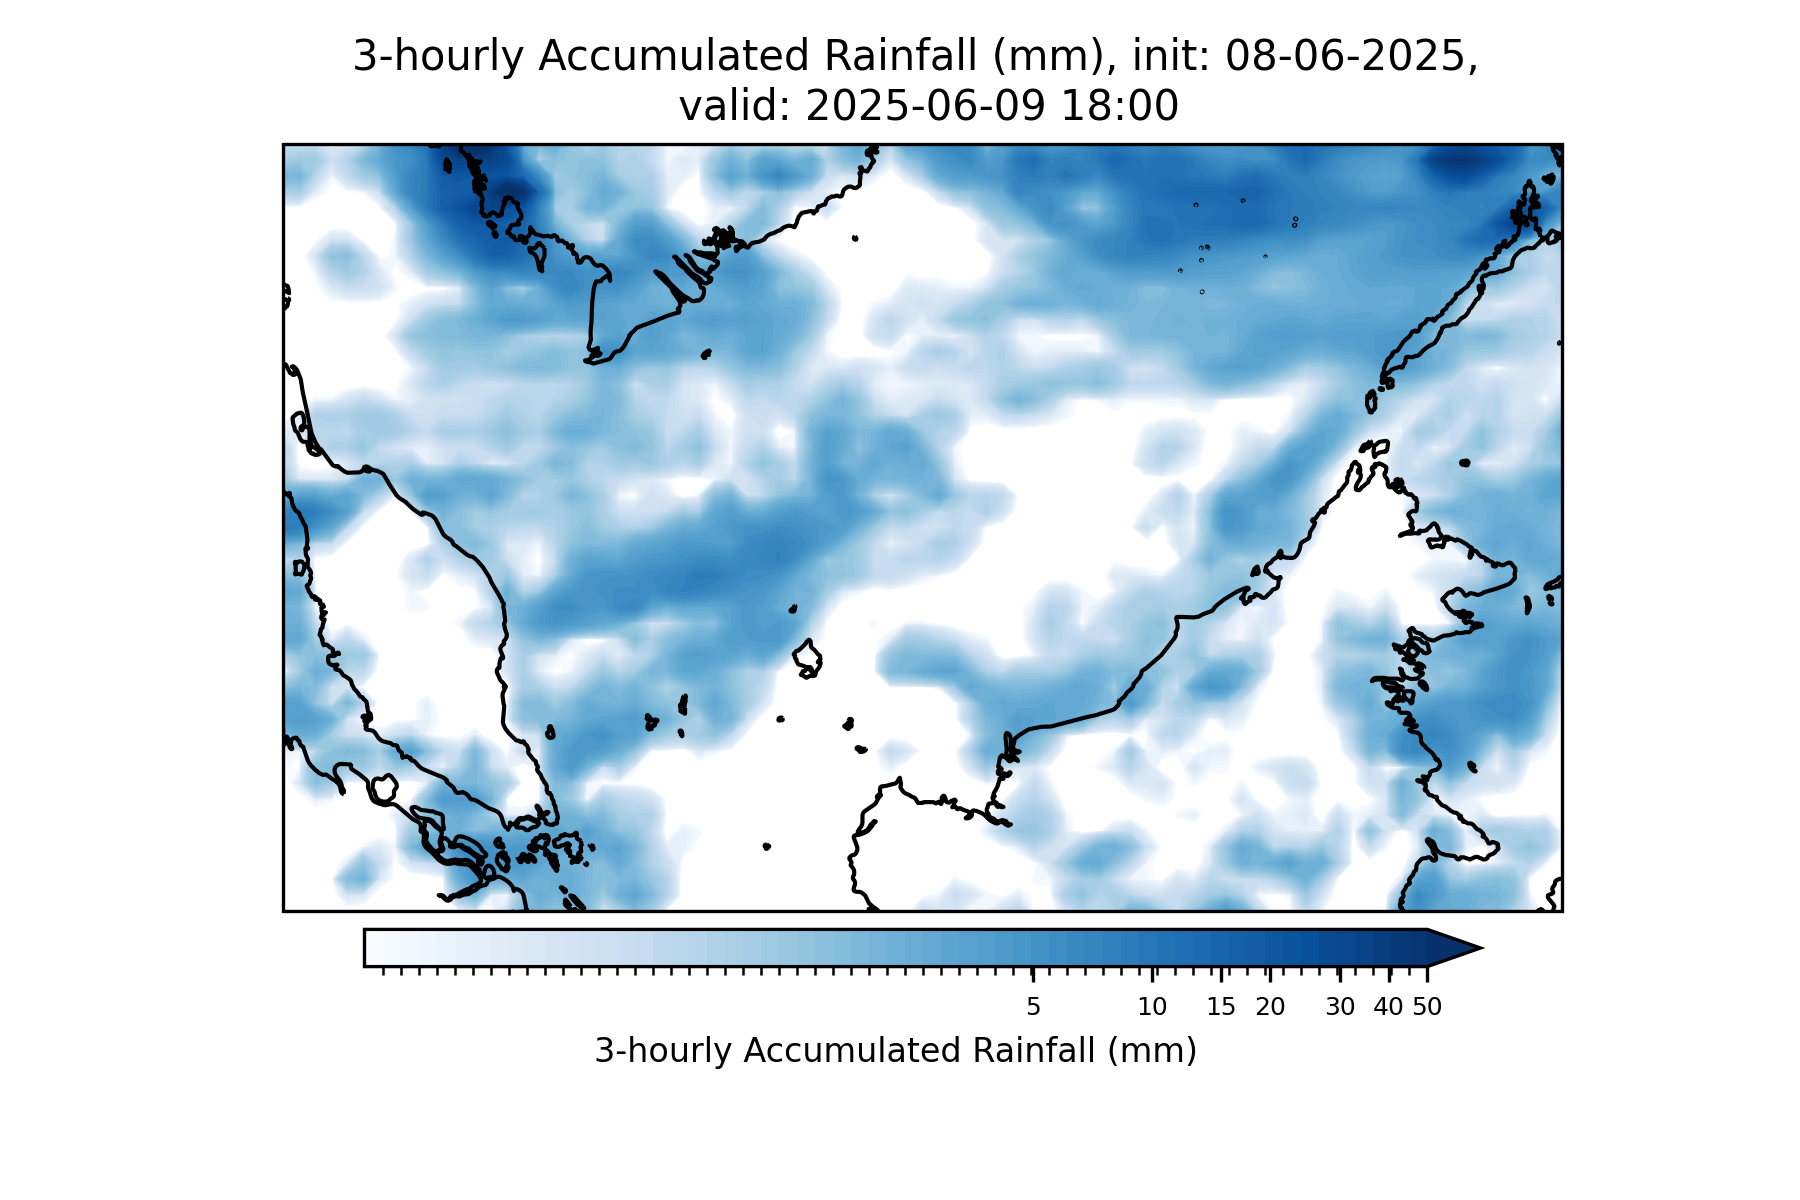 3-hourly Accumulated Rainfall (mm), init: 08-06-2025,
valid: 2025-06-09 18:00
5 10 15 20 30 40 50
3-hourly Accumulated Rainfall (mm)